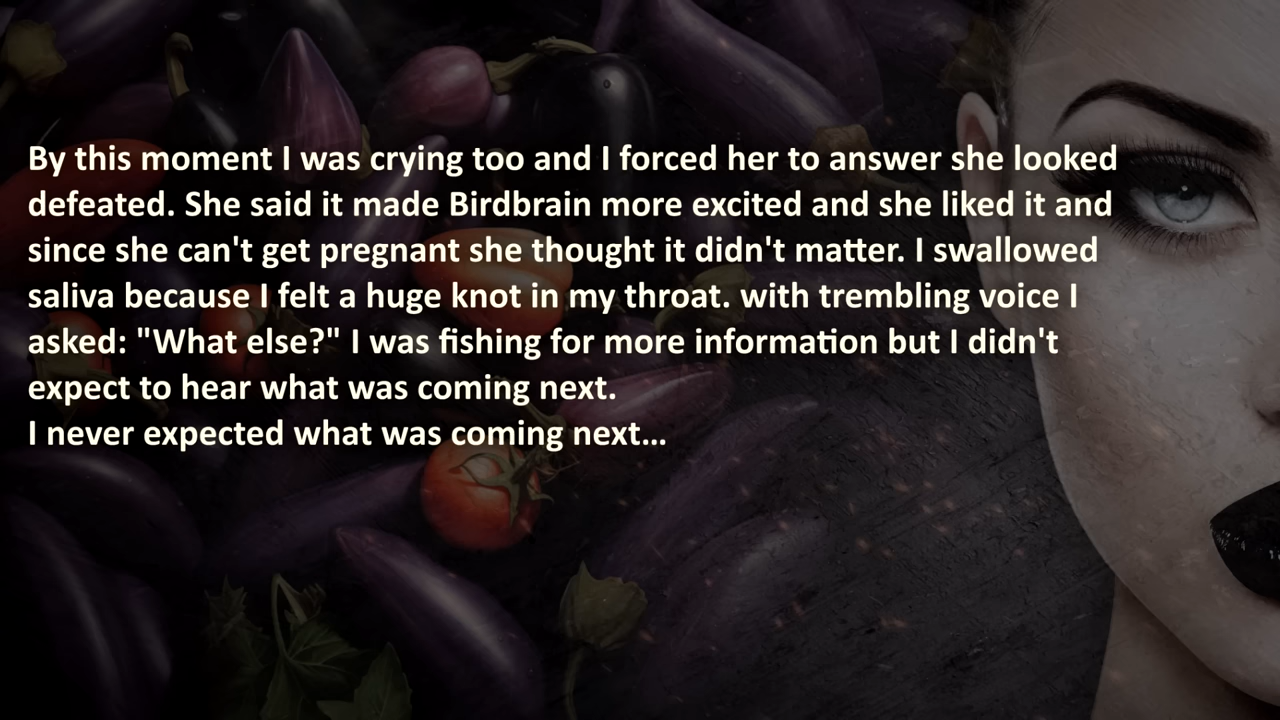 By this moment I was crying too and I forced her to answer she looked
defeated. She said it made Birdbrain more excited and she liked it and
since she can't get pregnant she thought it didn't matter. I swallowed
saliva because I felt a huge knot in my throat. with trembling voice I
asked: "What else?" I was fishing for more information but I didn't
expect to hear what was coming next.
I never expected what was coming next...